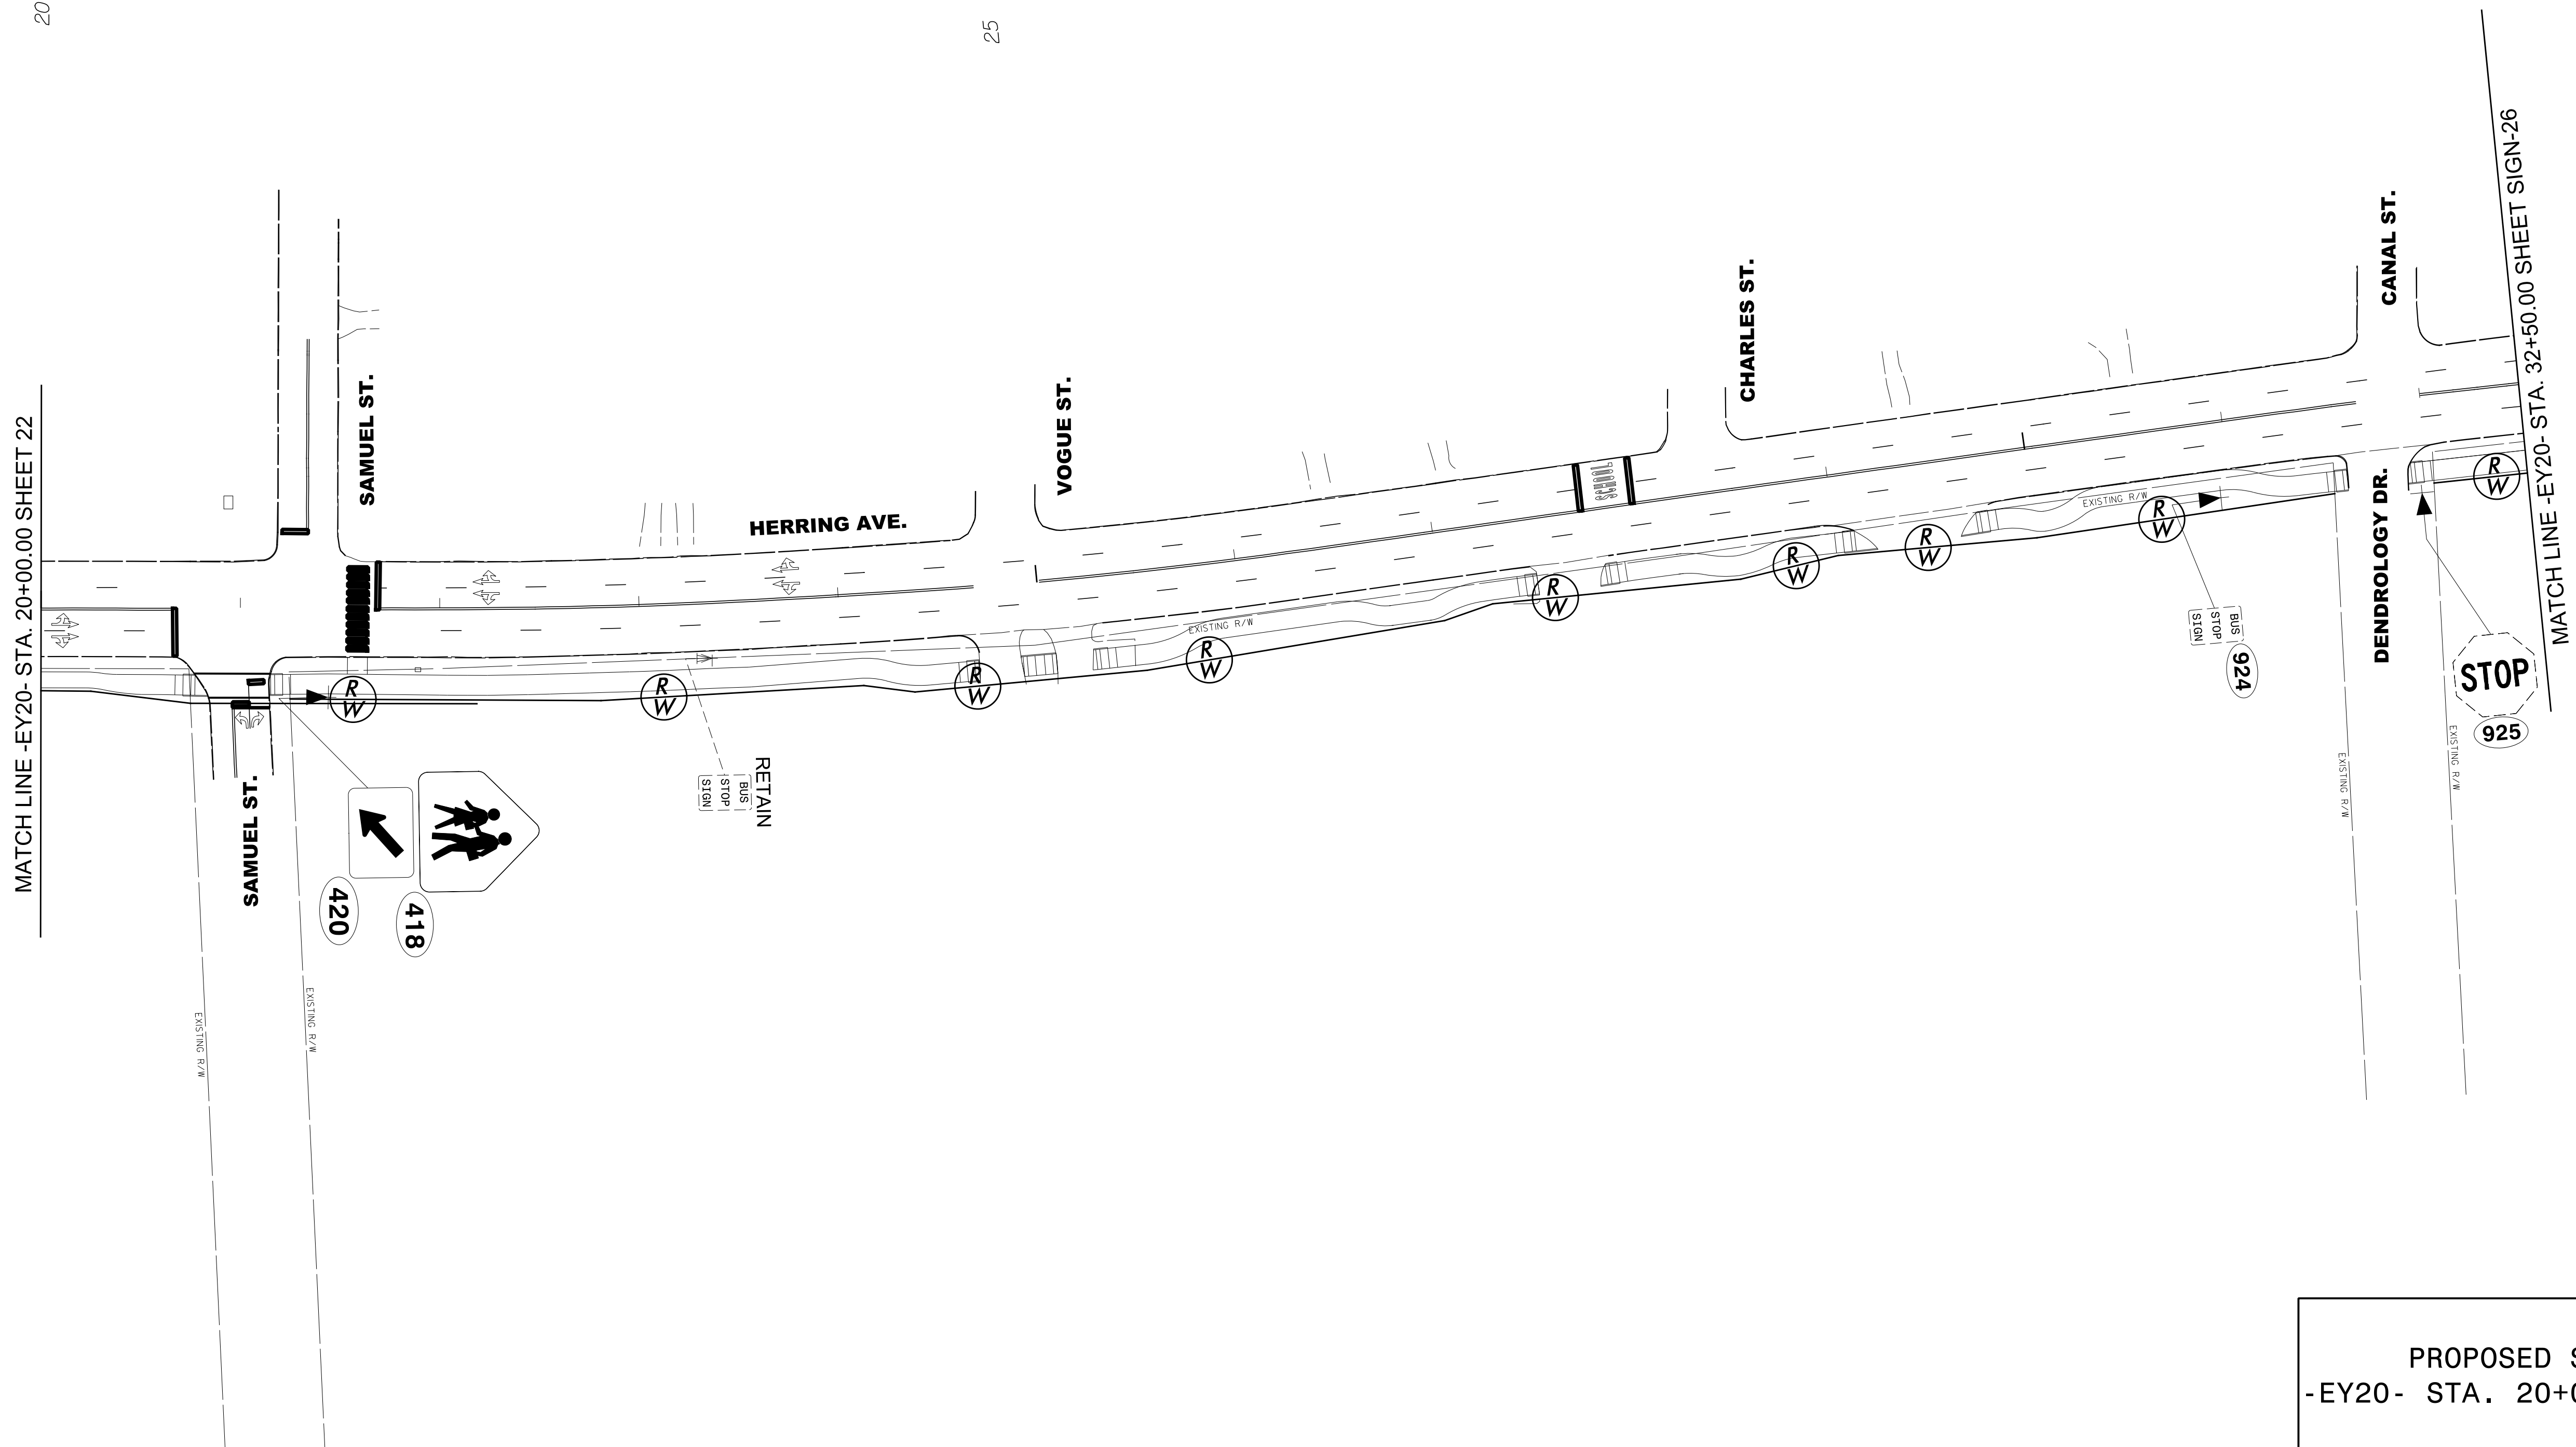 20
25
MATCH LINE -EY20- STA. 20+00.00 SHEET 22
SAMUEL ST.
HERRING AVE.
VOGUE ST.
CHARLES ST.
CANAL ST.
MATCH LINE -EY20- STA. 32+50.00 SHEET SIGN-26
SCHOOL
EXISTING R/W
EXISTING R/W
R
W
R
W
R
W
R
W
R
W
R
W
R
W
R
W
R
W
SAMUEL ST.
420
418
RETAIN
BUS
STOP
SIGN
BUS
STOP
SIGN
924
DENDROLOGY DR.
STOP
925
EXISTING R/W
EXISTING R/W
EXISTING R/W
EXISTING R/W
PROPOSED S
-EY20- STA. 20+0